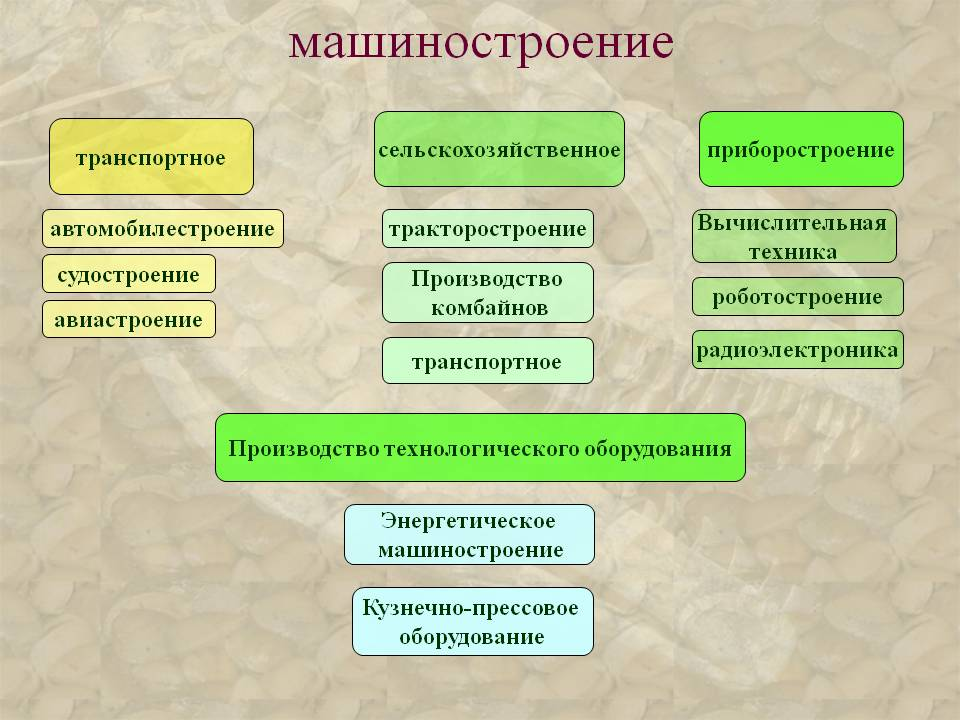 машиностроение
транспортное
автомобилестроение
судостроение
авиастроение
сельскохозяйственное
тракторостроение
Производство
комбайнов
транспортное
приборостроение
Вычислительная
техника
роботостроение
радиоэлектроника
Производство технологического оборудования
Энергетическое
машиностроение
Кузнечно-прессовое
оборудование